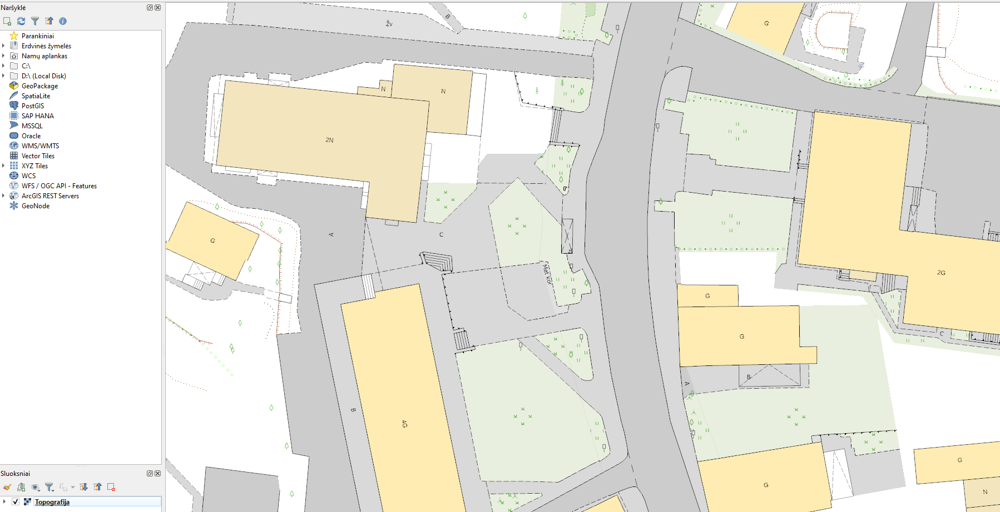 Naršyklė
Parankiniai
Erdvinės žymelės
Namų aplankas
C:\
D:\ (Local Disk)
GeoPackage
SpatiaLite
PostGIS
SAP HANA
MSSQL
Oracle
WMS/WMTS
Vector Tiles
XYZ Tiles
WCS
WFS / OGC API - Features
ArcGIS REST Servers
GeoNode
Sluoksniai
Topografija
B
Žv
G
N
N
2N
A
C
G
Met kor
2G
G
G
C
B
A
B
4G
G
G
N